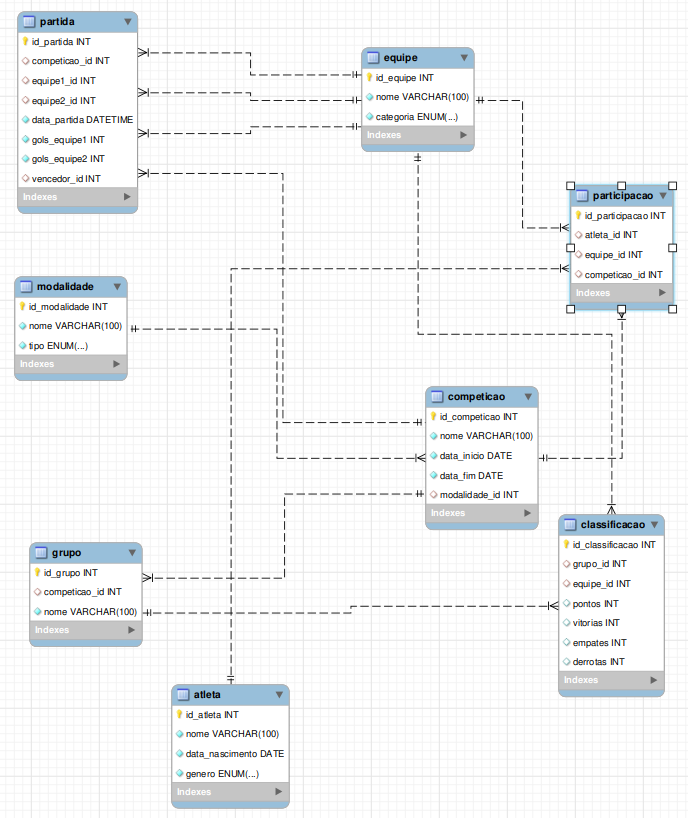 partida
id_partida INT
competicao_id INT
equipe1_id INT
equipe2_id INT
data_partida DATETIME
gols_equipe1 INT
gols_equipe2 INT
vencedor_id INT
Indexes
equipe
id_equipe INT
nome VARCHAR(100)
categoria ENUM(...)
Indexes
participacao
id_participacao INT
atleta_id INT
equipe_id INT
competicao_id INT
Indexes
modalidade
id_modalidade INT
nome VARCHAR(100)
tipo ENUM(...)
Indexes
competicao
id_competicao INT
nome VARCHAR(100)
data_inicio DATE
data_fim DATE
modalidade_id INT
Indexes
grupo
id_grupo INT
competicao_id INT
nome VARCHAR(100)
Indexes
classificacao
id_classificacao INT
grupo_id INT
equipe_id INT
pontos INT
vitorias INT
empates INT
derrotas INT
Indexes
atleta
id_atleta INT
nome VARCHAR(100)
data_nascimento DATE
genero ENUM(...)
Indexes